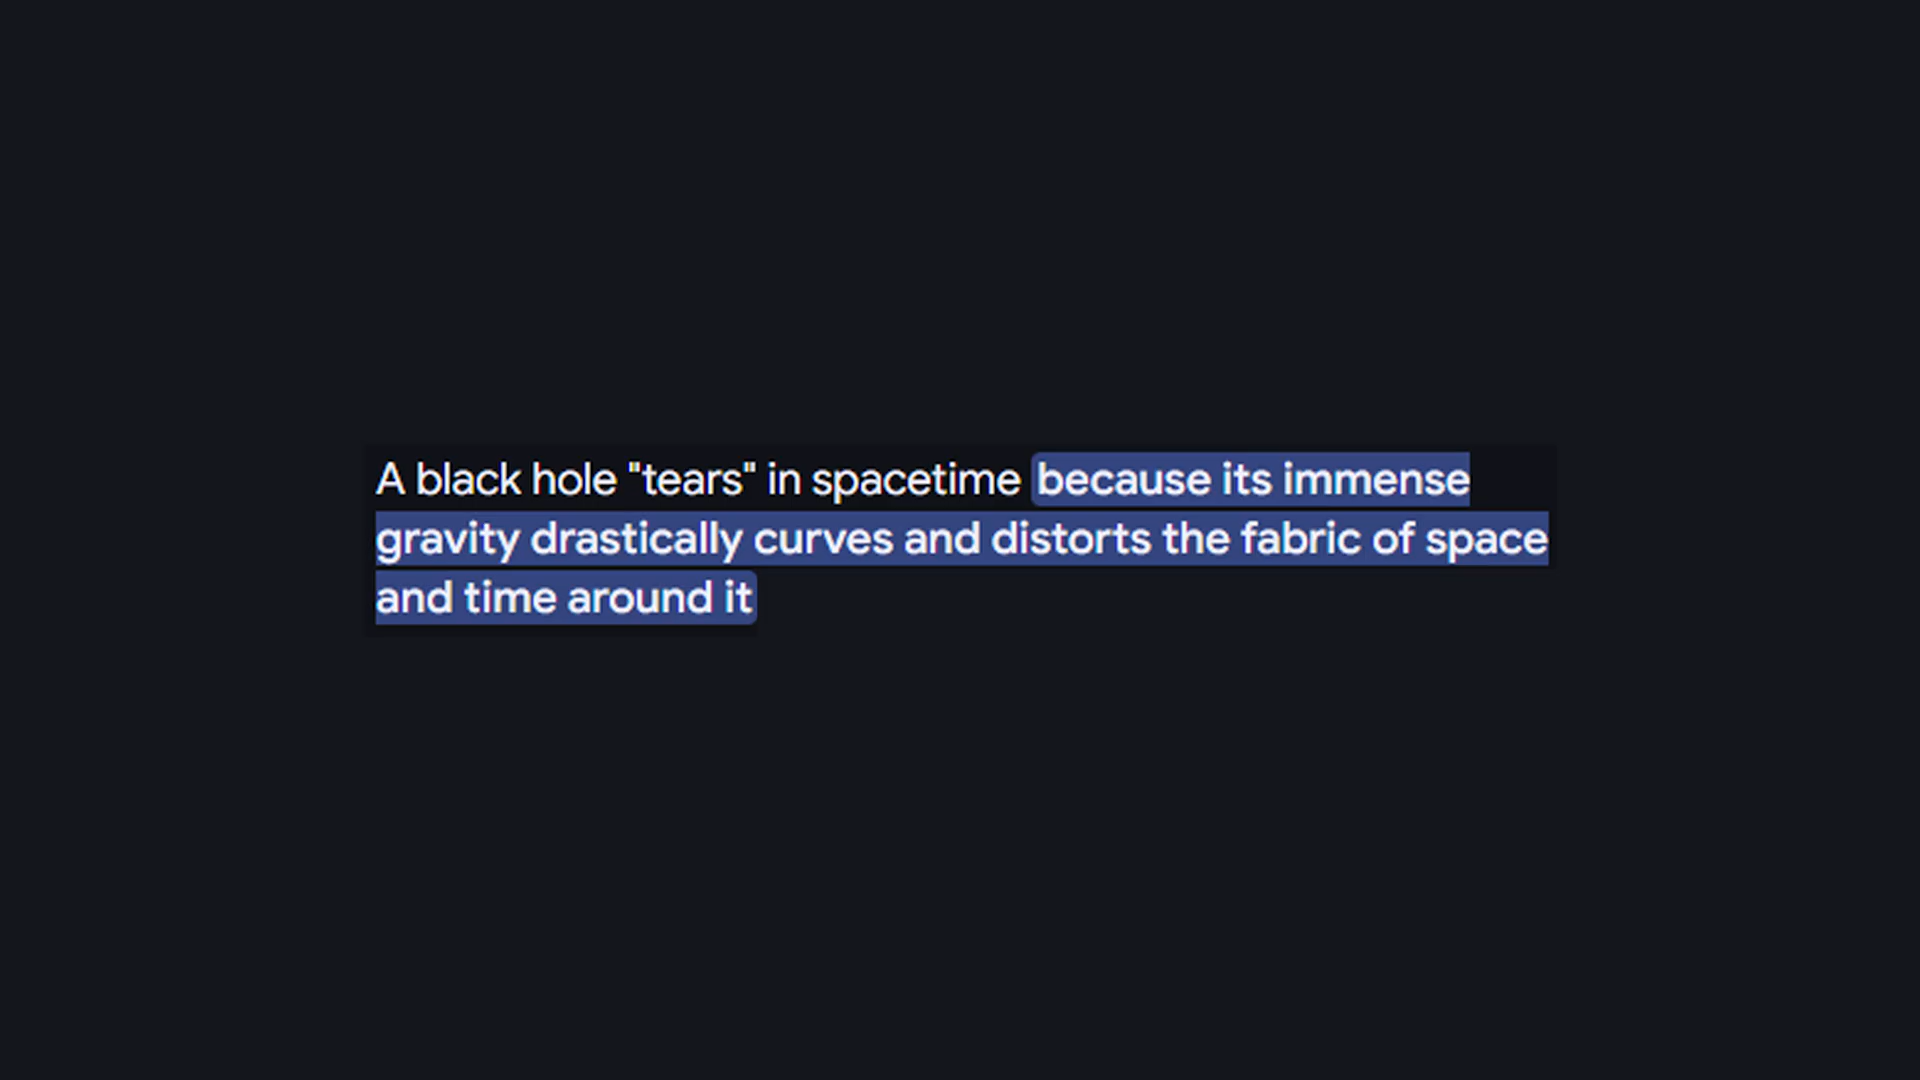 A black hole "tears" in spacetime because its immense
gravity drastically curves and distorts the fabric of space
and time around it